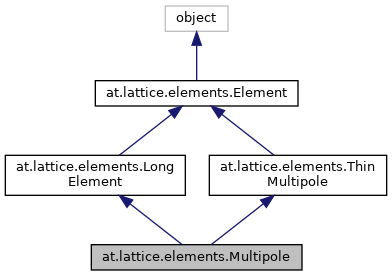 object
at.lattice.elements.Element
at.lattice.elements.Long
Element
at.lattice.elements.Thin
Multipole
at.lattice.elements.Multipole